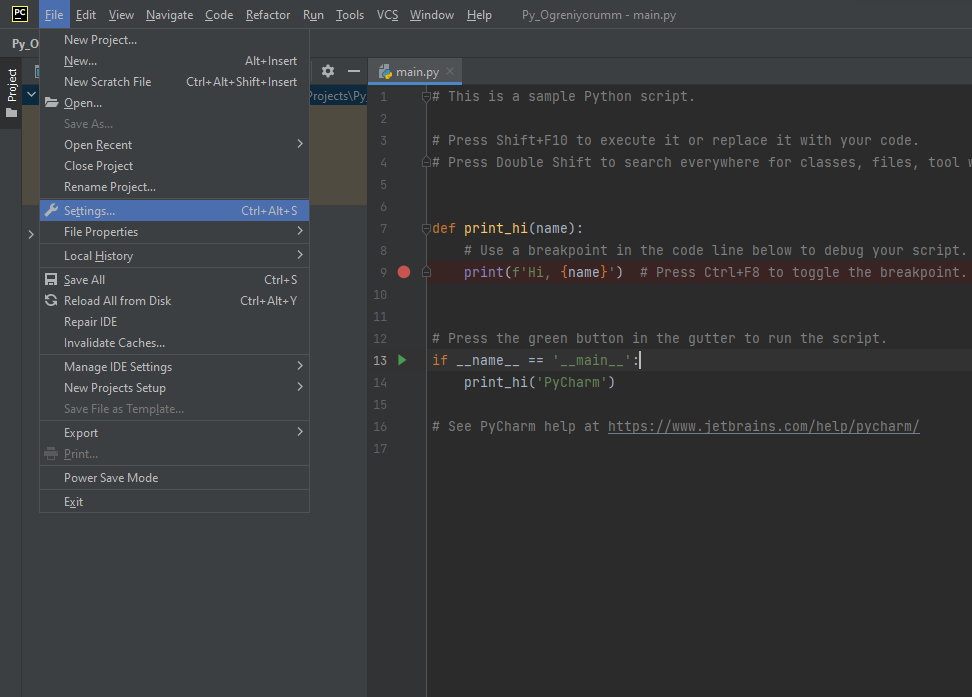 PC File Edit View Navigate Code Refactor Run Tools VCS Window Help Py_Ogreniyorumm - main.py
Py_O
Project
New Project...
New... Alt+Insert
New Scratch File Ctrl+Alt+Shift+Insert
Open...
Save As...
Open Recent
Close Project
Rename Project...
Settings... Ctrl+Alt+S
File Properties
Local History
Save All Ctrl+S
Reload All from Disk Ctrl+Alt+Y
Repair IDE
Invalidate Caches...
Manage IDE Settings
New Projects Setup
Save File as Template...
Export
Print...
Power Save Mode
Exit
Projects\Py_
main.py
1 # This is a sample Python script.
2
3 # Press Shift+F10 to execute it or replace it with your code.
4 # Press Double Shift to search everywhere for classes, files, tool w
5
6
7 def print_hi(name):
8 # Use a breakpoint in the code line below to debug your script.
9 print(f'Hi, {name}') # Press Ctrl+F8 to toggle the breakpoint.
10
11
12 # Press the green button in the gutter to run the script.
13 if __name__ == '__main__':
14 print_hi('PyCharm')
15
16 # See PyCharm help at https://www.jetbrains.com/help/pycharm/
17